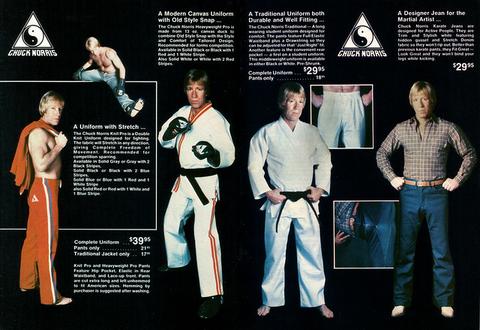 CHUCK NORRIS
A Modern Canvas Uniform
with Old Style Snap ...
The Chuck Norris Heavyweight Pro is
made from 12 oz. canvas duck to
combine Old Style Snap with the Style
and Comfort of Tailored Design.
Recommended for forms competition.
Available in Solid Black or Black with 1
Red Stripe.
Also Solid White or White with 2 Red
Stripes.
A Uniform with Stretch ...
The Chuck Norris Knit Pro is a Double
Knit Uniform designed for fighting.
The fabric will Stretch in any direction,
giving Complete Freedom of
Movement. Recommended for
competition sparring.
Available in Solid Gray or Gray with 2
Black Stripes.
Solid Black or Black with 2 Blue
Stripes.
Solid Blue or Blue with 1 Red and 1
White Stripe.
also Solid Red or Red with 1 White and
1 Blue Stripe.
Complete Uniform ... $39.95
Pants only
Traditional Jacket only
Knit Pro and Heavyweight Pro Pants
Feature Hip Pocket, Elastic in Rear
Waistband, and Lace-up front. Pants
are cut extra long and left unhemmed
to fit American sizes. Hemming by
purchaser is suggested after washing.
A Traditional Uniform both
Durable and Well Fitting ...
The Chuck Norris Traditional — A long
wearing student uniform designed for
comfort. The traditional pants feature Full Elastic
Waistband plus a Drawstring so they
can be adjusted for that "Just Right" fit.
Another feature is the convenient rear
pocket — a first on a student uniform.
This middleweight uniform is available
in either Black or White. Pre-Shrunk.
Complete Uniform ... $29.95
Pants only
CHUCK NORRIS
A Designer Jean for the
Martial Artist ...
Chuck Norris Karate Jeans are
designed for Active People. They are
Trim and Stylish while featuring
hidden gusset and Stretch Denim
fabric so they won't rip out. Better than
previous karate pants, they Fit Great —
Look Great and they won't bind your
legs while kicking.
$29.95